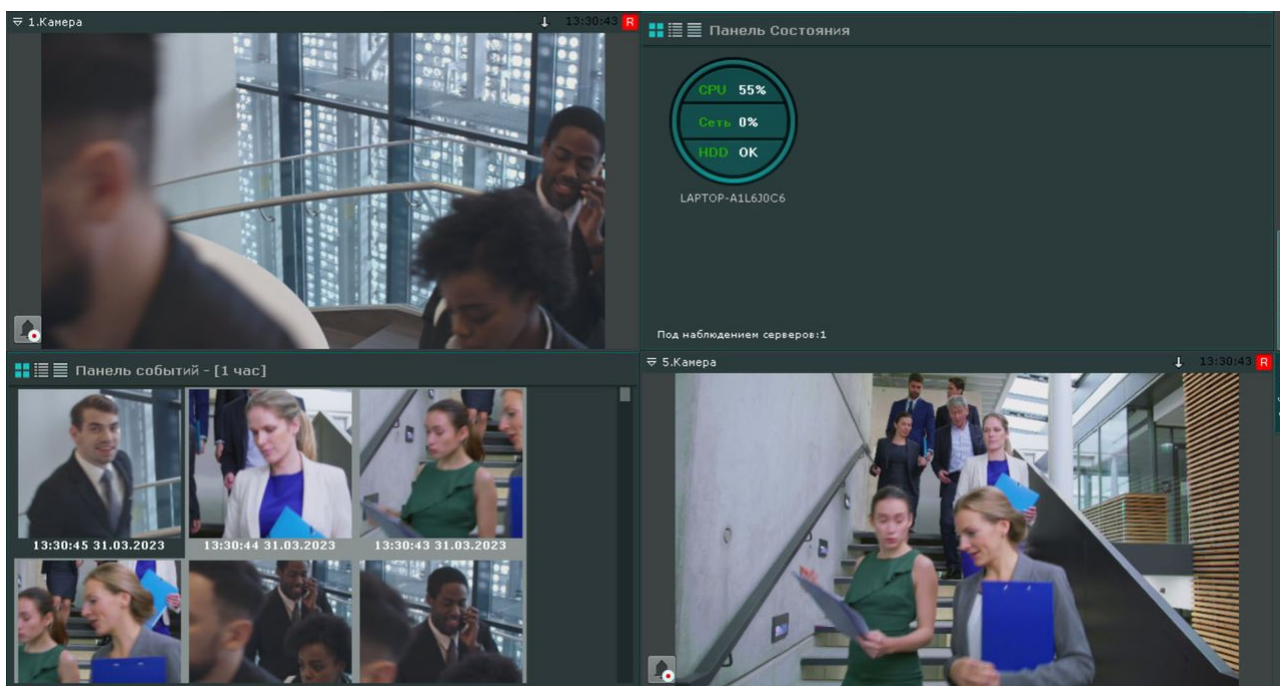 1.Камера 13:30:43 R
Панель Состояния
CPU 55%
Сеть 0%
HDD OK
LAPTOP-A1L6J0C6
Под наблюдением серверов:1
Панель событий - [1 час]
13:30:45 31.03.2023 13:30:44 31.03.2023 13:30:43 31.03.2023
5.Камера 13:30:43 R